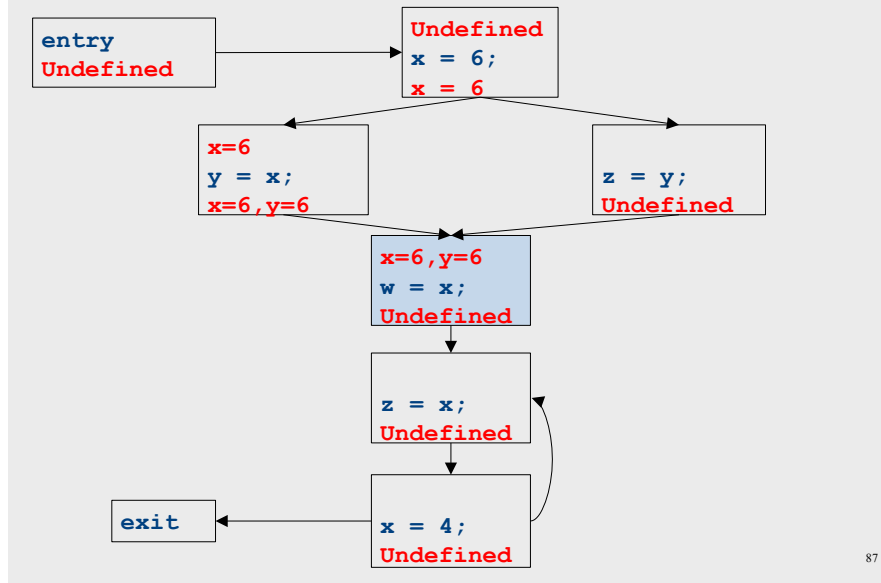 entry
Undefined
Undefined
x = 6;
x = 6
x=6
y = x;
x=6,y=6
z = y;
Undefined
x=6,y=6
w = x;
Undefined
z = x;
Undefined
exit
x = 4;
Undefined
87